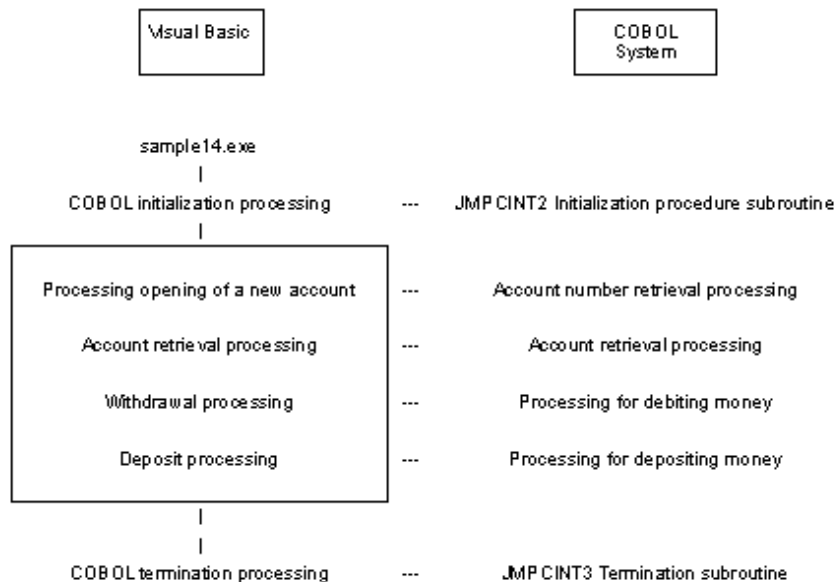 Visual Basic
COBOL
System
sample14.exe
|
COBOL initialization processing --- JMPCINT2 Initialization procedure subroutine
|
Processing opening of a new account --- Account number retrieval processing
Account retrieval processing --- Account retrieval processing
Withdrawal processing --- Processing for debiting money
Deposit processing --- Processing for depositing money
|
|
COBOL termination processing --- JMPCINT3 Termination subroutine